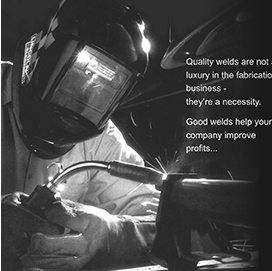 Quality welds are not a
luxury in the fabrication
business -
they're a necessity.
Good welds help your
company improve
profits...